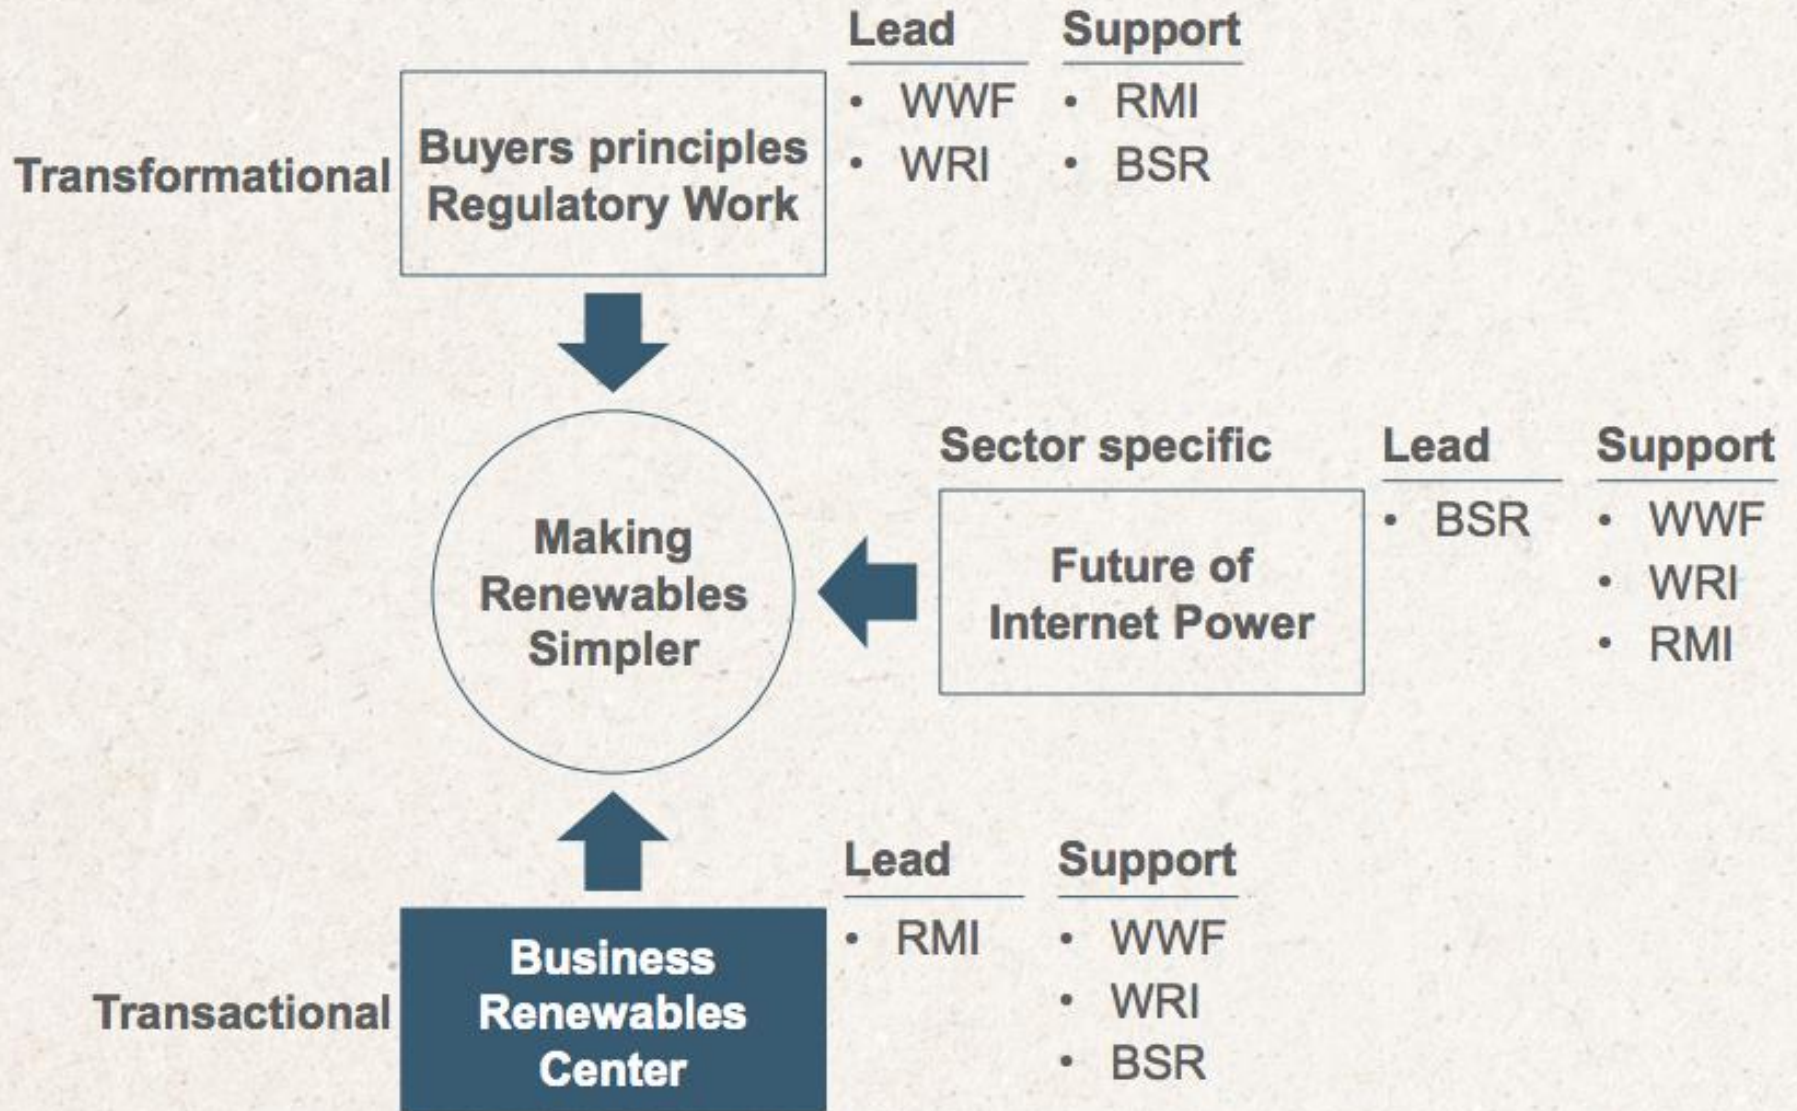 Lead Support
• WWF • RMI
• WRI • BSR
Transformational
Buyers principles
Regulatory Work
Making
Renewables
Simpler
Sector specific
Future of
Internet Power
Lead Support
• BSR • WWF
• WRI
• RMI
Transactional
Business
Renewables
Center
Lead Support
• RMI • WWF
• WRI
• BSR